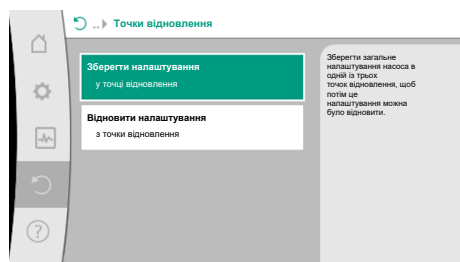 .. Точки відновлення
Зберегти налаштування
у точці відновлення
Відновити налаштування
з точки відновлення
Зберегти загальне
налаштування насоса в
одній із трьох
точок відновлення, щоб
потім це
налаштування можна
було відновити.
?